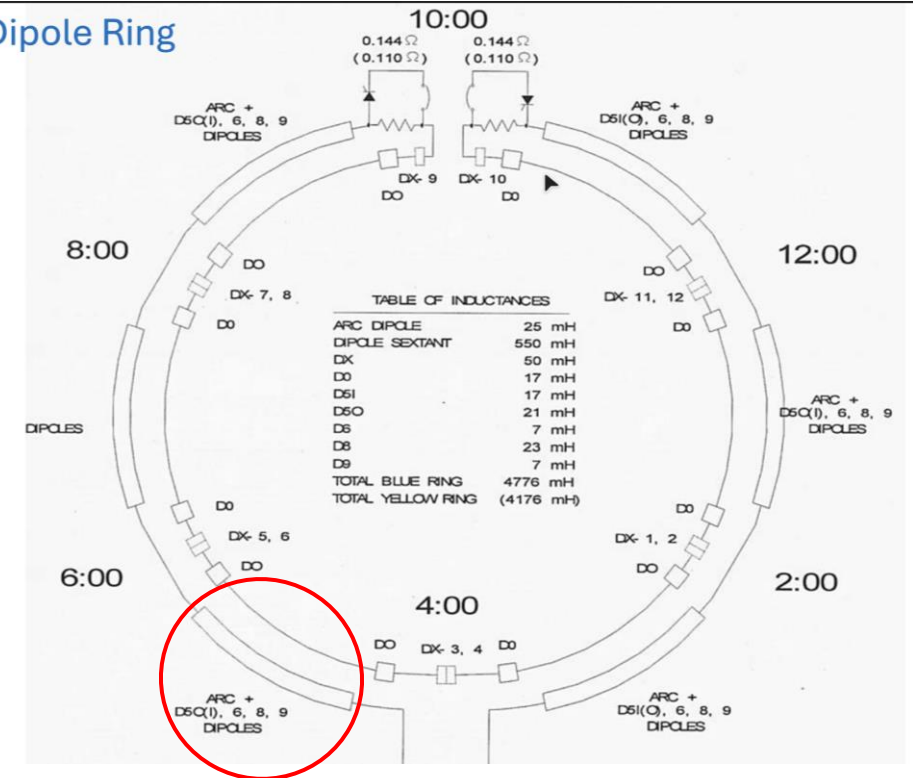 Dipole Ring
10:00
0.144 Ω
(0.110 Ω)
0.144 Ω
(0.110 Ω)
ARC +
D5O(I), 6, 8, 9
DIPOLES
ARC +
D5I(O), 6, 8, 9
DIPOLES
DX- 9
DO
DX- 10
D0
8:00
12:00
DO
DX- 7, 8
D0
DO
DX- 11, 12
D0
TABLE OF INDUCTANCES
ARC DIPOLE 25 mH
DIPOLE SEXTANT 550 mH
DX 50 mH
D0 17 mH
D5I 17 mH
D5O 21 mH
D6 7 mH
D8 23 mH
D9 7 mH
TOTAL BLUE RING 4776 mH
TOTAL YELLOW RING (4176 mH)
DIPOLES
ARC +
D5O(I), 6, 8, 9
DIPOLES
D0
DX- 5, 6
DO
D0
DX- 1, 2
DO
6:00
2:00
4:00
DO
DX- 3, 4
D0
ARC +
D5O(I), 6, 8, 9
DIPOLES
ARC +
D5I(O), 6, 8, 9
DIPOLES